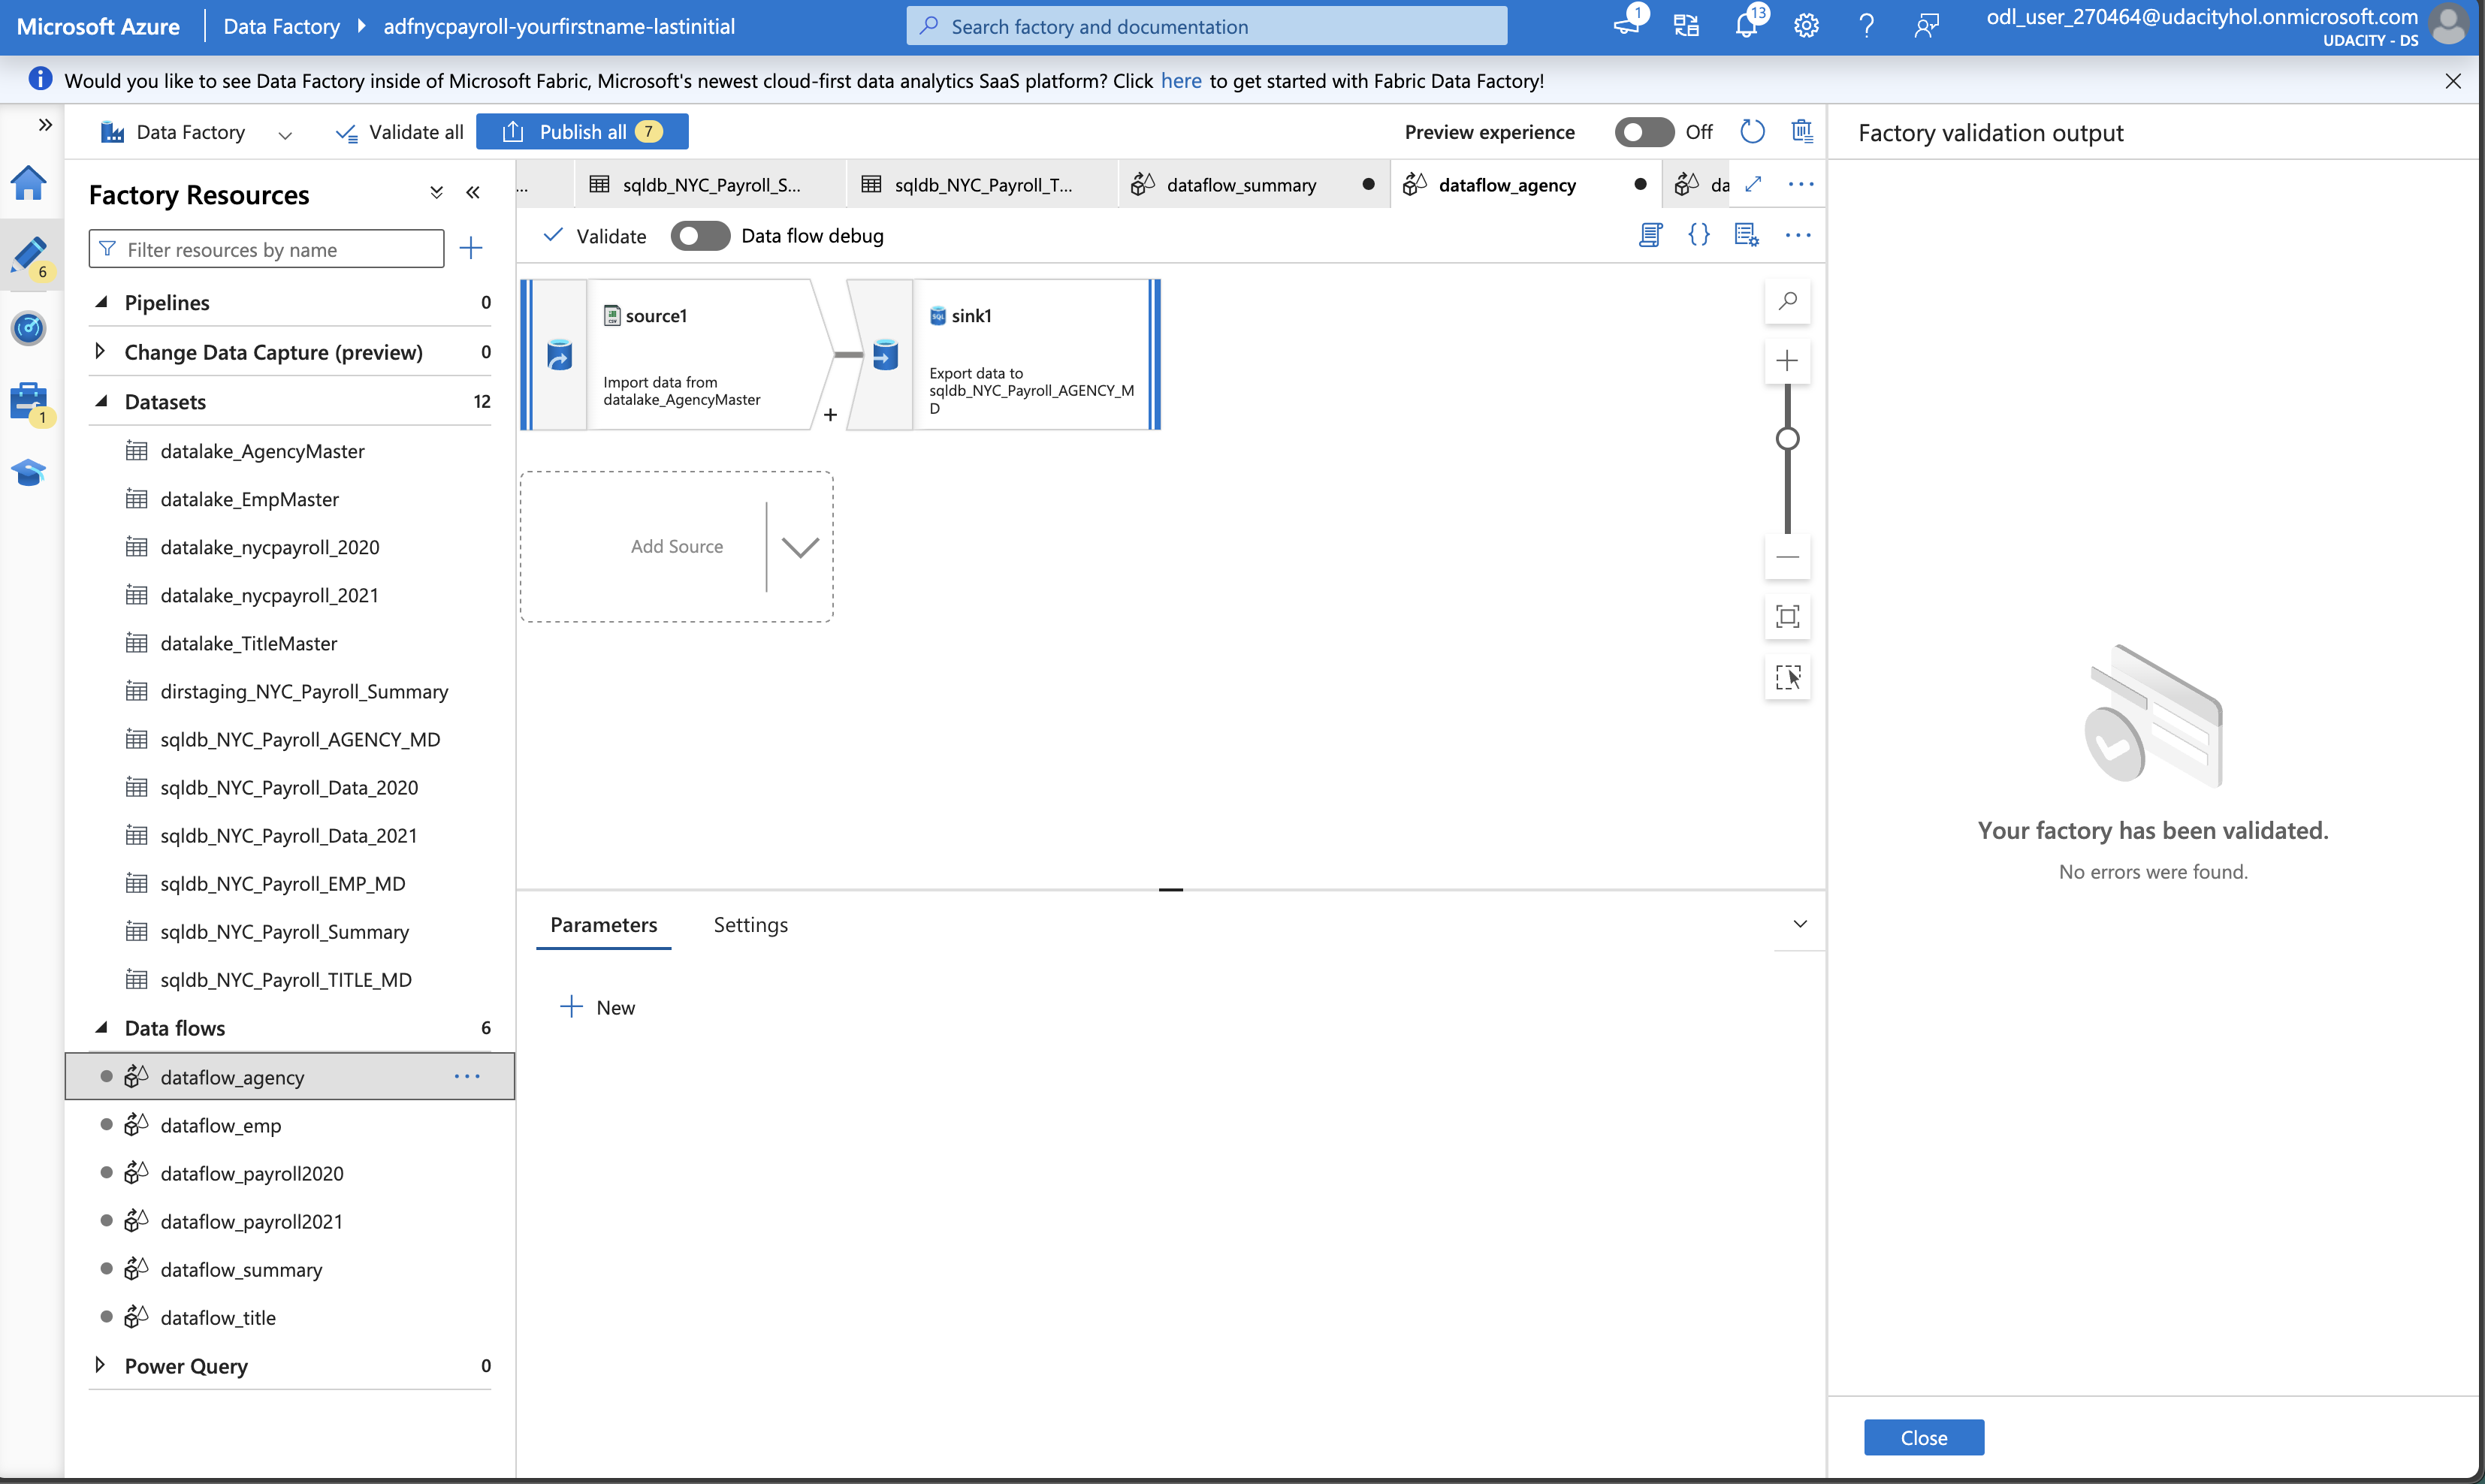 Microsoft Azure
Data Factory
adfnycpayroll-yourfirstname-lastinitial
Search factory and documentation
1
13
odl_user_270464@udacityhol.onmicrosoft.com
UDACITY - DS
Would you like to see Data Factory inside of Microsoft Fabric, Microsoft's newest cloud-first data analytics SaaS platform? Click here to get started with Fabric Data Factory!
Data Factory
Validate all
Publish all 7
Preview experience
Off
Factory validation output
6
1
Factory Resources
Filter resources by name
Pipelines 0
Change Data Capture (preview) 0
Datasets 12
datalake_AgencyMaster
datalake_EmpMaster
datalake_nycpayroll_2020
datalake_nycpayroll_2021
datalake_TitleMaster
dirstaging_NYC_Payroll_Summary
sqldb_NYC_Payroll_AGENCY_MD
sqldb_NYC_Payroll_Data_2020
sqldb_NYC_Payroll_Data_2021
sqldb_NYC_Payroll_EMP_MD
sqldb_NYC_Payroll_Summary
sqldb_NYC_Payroll_TITLE_MD
Data flows 6
dataflow_agency
dataflow_emp
dataflow_payroll2020
dataflow_payroll2021
dataflow_summary
dataflow_title
Power Query 0
...
sqldb_NYC_Payroll_S...
sqldb_NYC_Payroll_T...
dataflow_summary
dataflow_agency
da
Validate
Data flow debug
source1
Import data from
datalake_AgencyMaster
sink1
SQL
Export data to
sqldb_NYC_Payroll_AGENCY_M
D
Add Source
Parameters
Settings
New
Your factory has been validated.
No errors were found.
Close